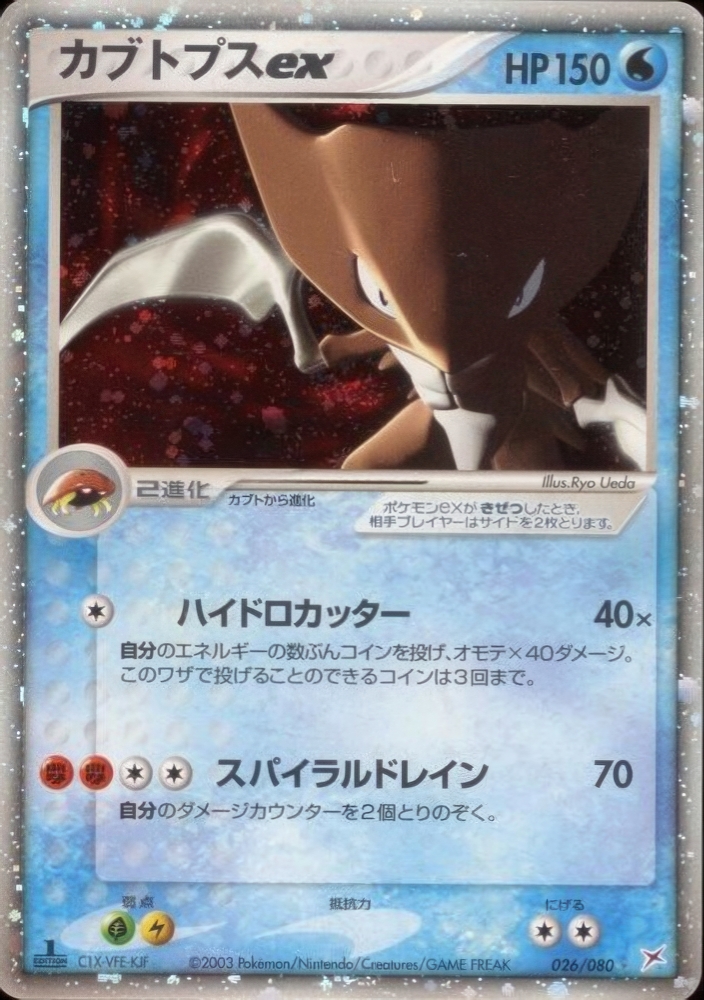 カブトプスex HP150
Illus.Ryo Ueda
2進化 カブトから進化
ポケモンexがきぜつしたとき、
相手プレイヤーはサイドを2枚とります。
ハイドロカッター 40×
自分のエネルギーの数ぶんコインを投げ、オモテ×40ダメージ。
このワザで投げることのできるコインは3回まで。
スパイラルドレイン 70
自分のダメージカウンターを2個とりのぞく。
弱点 抵抗力 にげる
1 EDITION C1X-VFE-KJF ©2003 Pokémon/Nintendo/Creatures/GAME FREAK 026/080